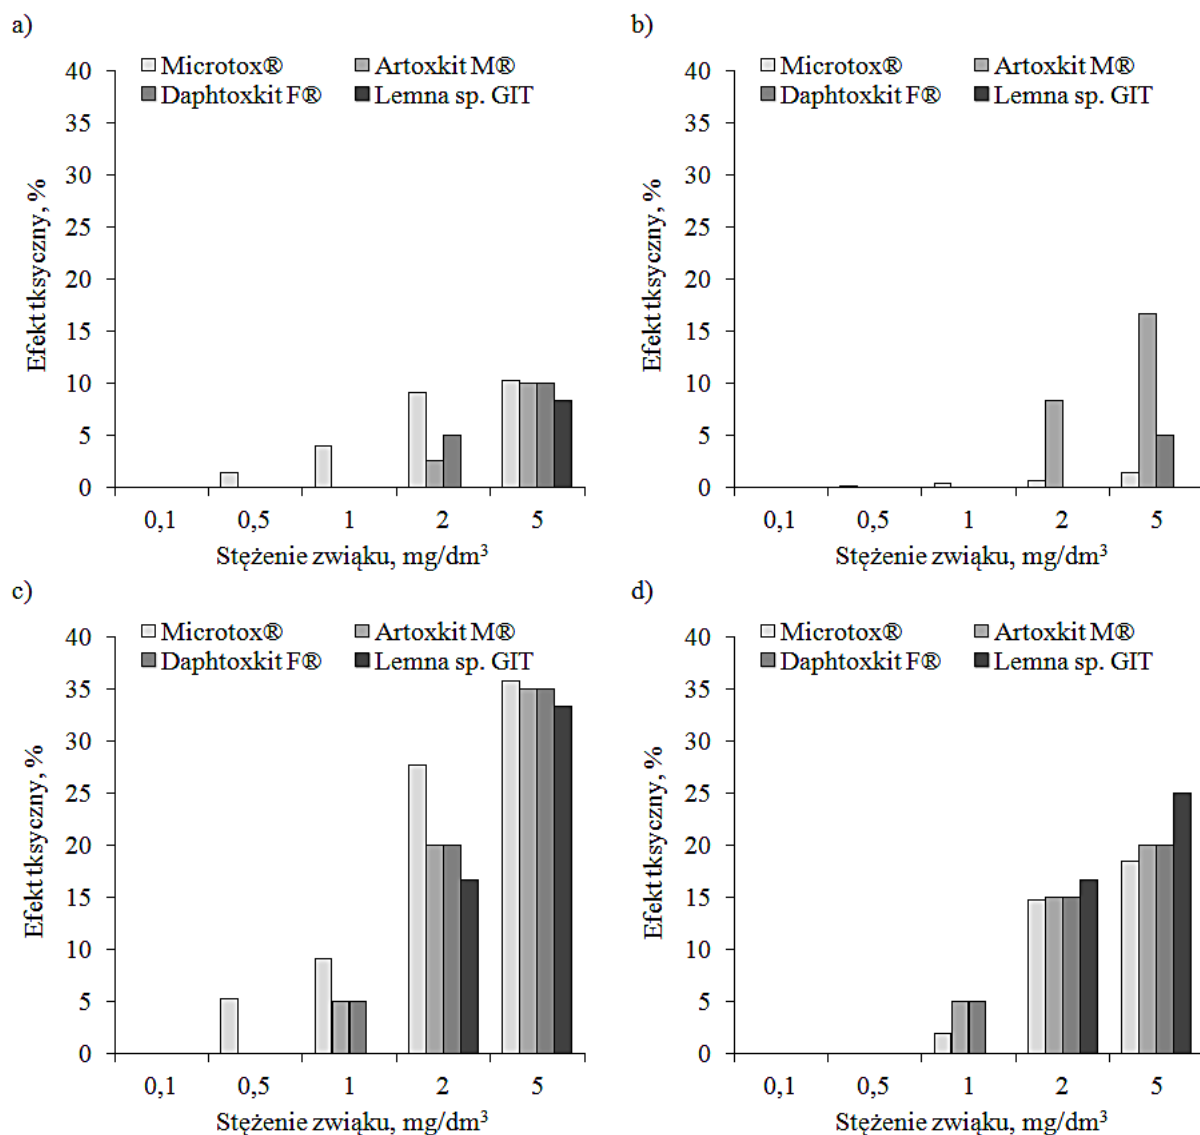 a)
Microtox® Artoxkit M®
Daphtoxkit F® Lemna sp. GIT
40
35
30
25
20
15
10
5
0
Efekt tksyczny, %
0,1 0,5 1 2 5
Stężenie zwiąku, mg/dm³
b)
Microtox® Artoxkit M®
Daphtoxkit F® Lemna sp. GIT
40
35
30
25
20
15
10
5
0
Efekt tksyczny, %
0,1 0,5 1 2 5
Stężenie zwiąku, mg/dm³
c)
Microtox® Artoxkit M®
Daphtoxkit F® Lemna sp. GIT
40
35
30
25
20
15
10
5
0
Efekt tksyczny, %
0,1 0,5 1 2 5
Stężenie zwiąku, mg/dm³
d)
Microtox® Artoxkit M®
Daphtoxkit F® Lemna sp. GIT
40
35
30
25
20
15
10
5
0
Efekt tksyczny, %
0,1 0,5 1 2 5
Stężenie zwiąku, mg/dm³